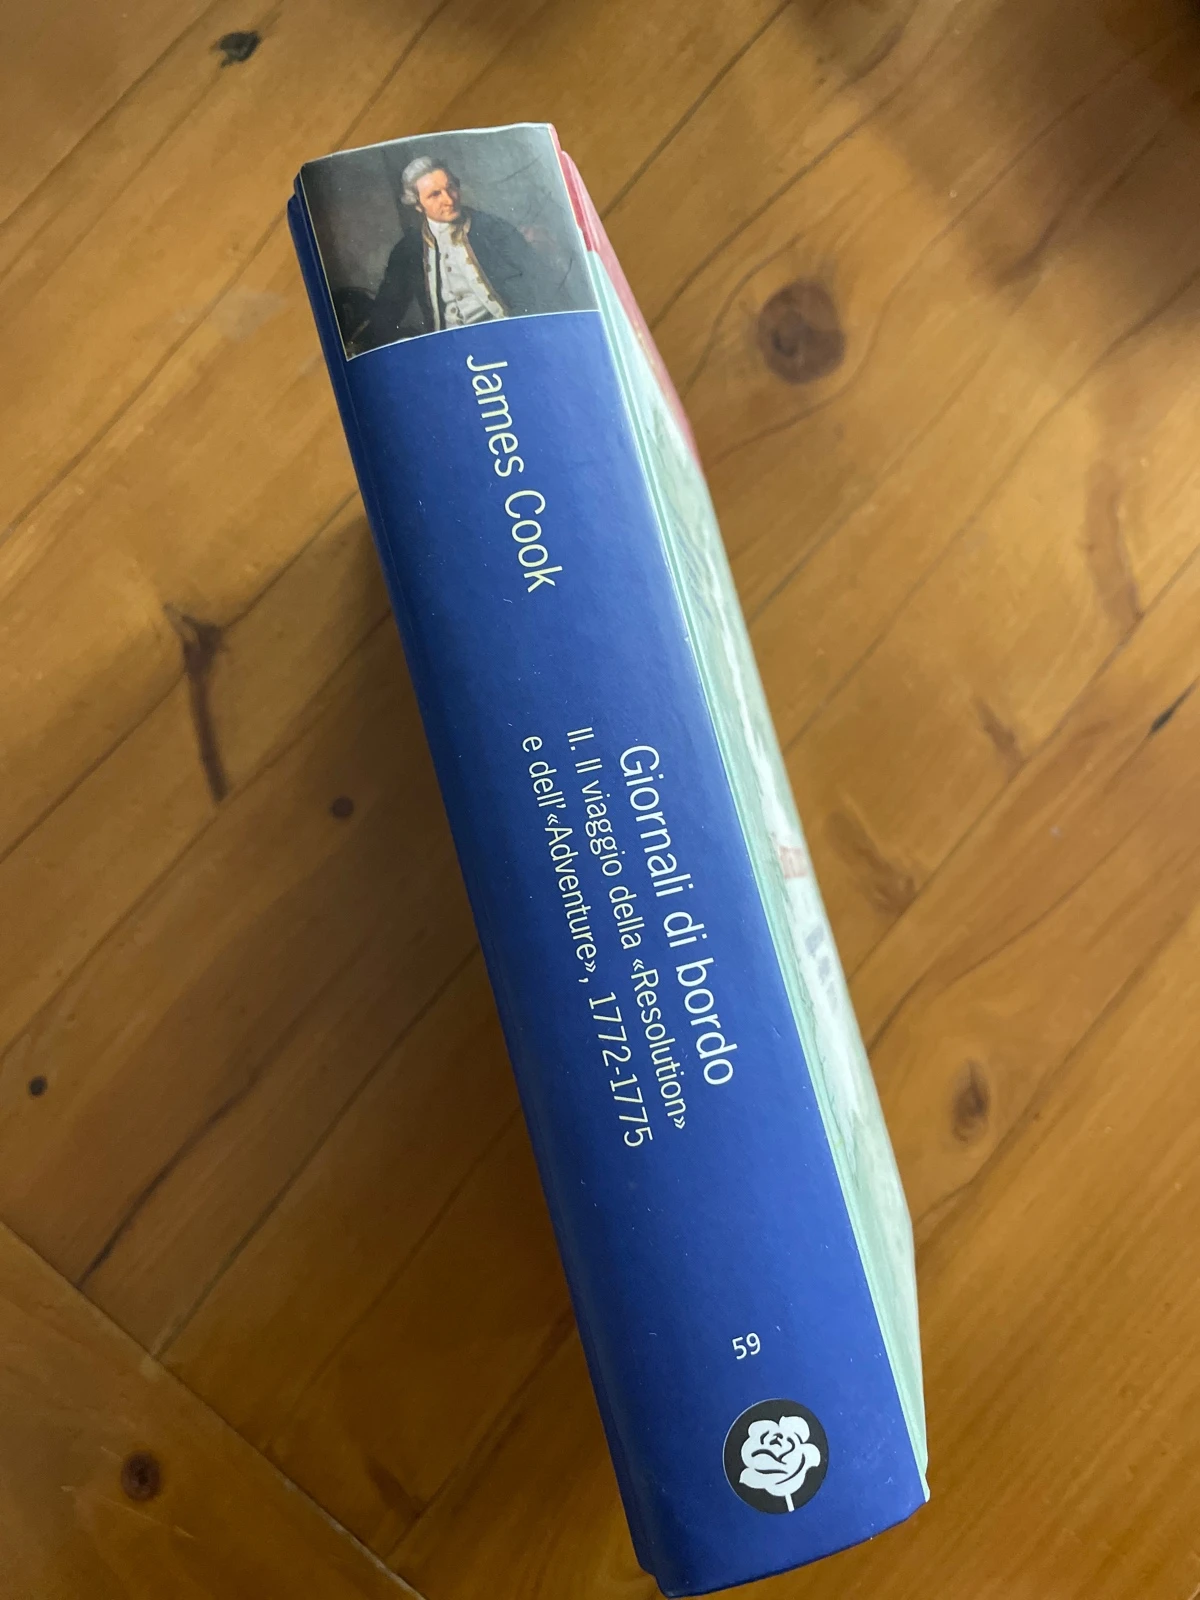 James Cook
Giornali di bordo
II. Il viaggio della «Resolution»
e dell'«Adventure», 1772-1775
59